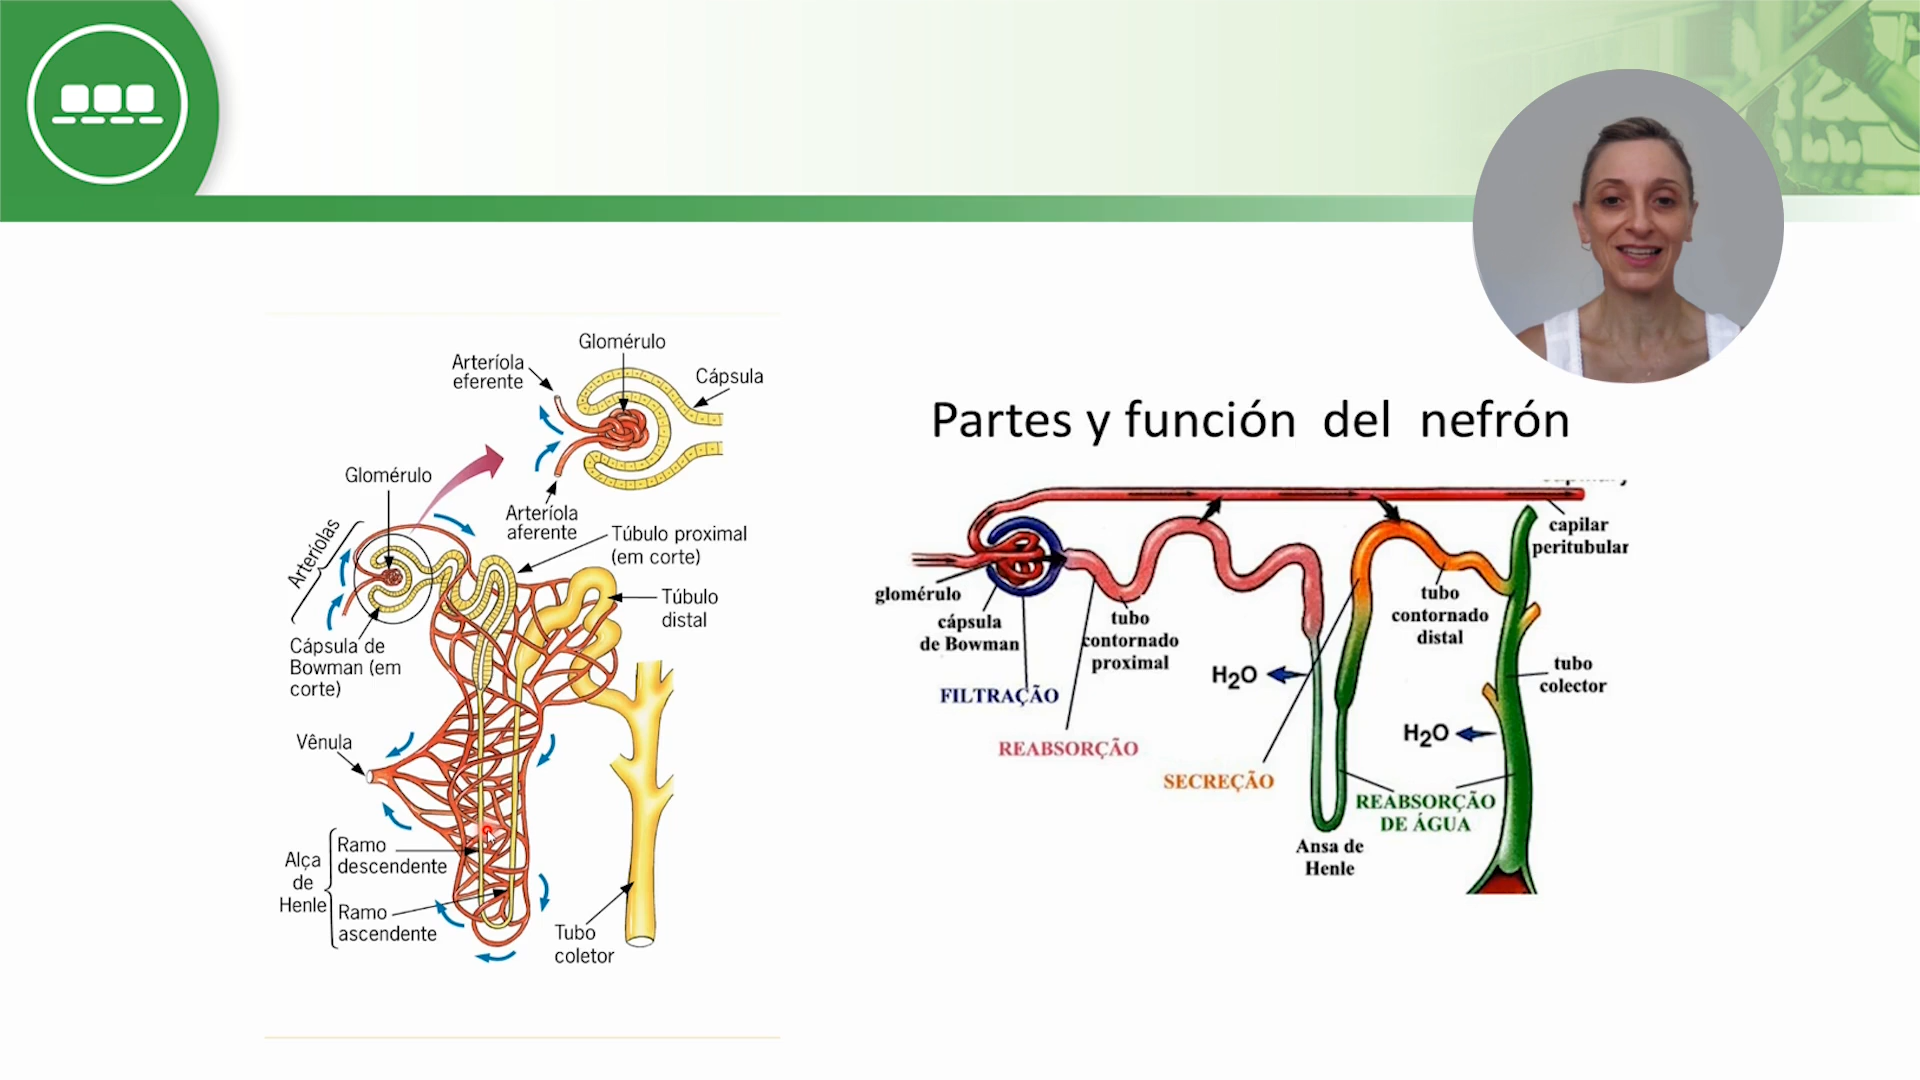 Glomérulo
Arteríola
eferente
Cápsula
Arteríola
aferente
Glomérulo
Arteríolas
Túbulo proximal
(em corte)
Túbulo
distal
Cápsula de
Bowman (em
corte)
Vênula
Alça
de
Henle
Ramo
descendente
Ramo
ascendente
Tubo
coletor
Partes y función del nefrón
capilar
peritubular
glomérulo
cápsula
de Bowman
tubo
contornado
proximal
tubo
contornado
distal
tubo
colector
H2O
H2O
FILTRAÇÃO
REABSORÇÃO
SECREÇÃO
REABSORÇÃO
DE ÁGUA
Ansa de
Henle